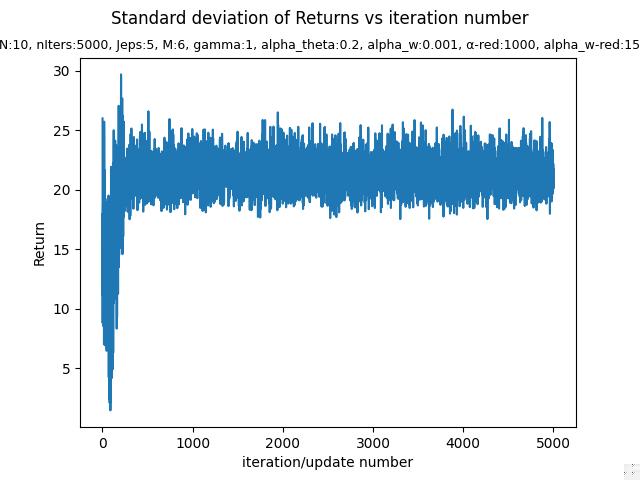 Standard deviation of Returns vs iteration number
N:10, nIters:5000, Jeps:5, M:6, gamma:1, alpha_theta:0.2, alpha_w:0.001, α-red:1000, alpha_w-red:15
30
25
20
15
10
5
Return
0 1000 2000 3000 4000 5000
iteration/update number